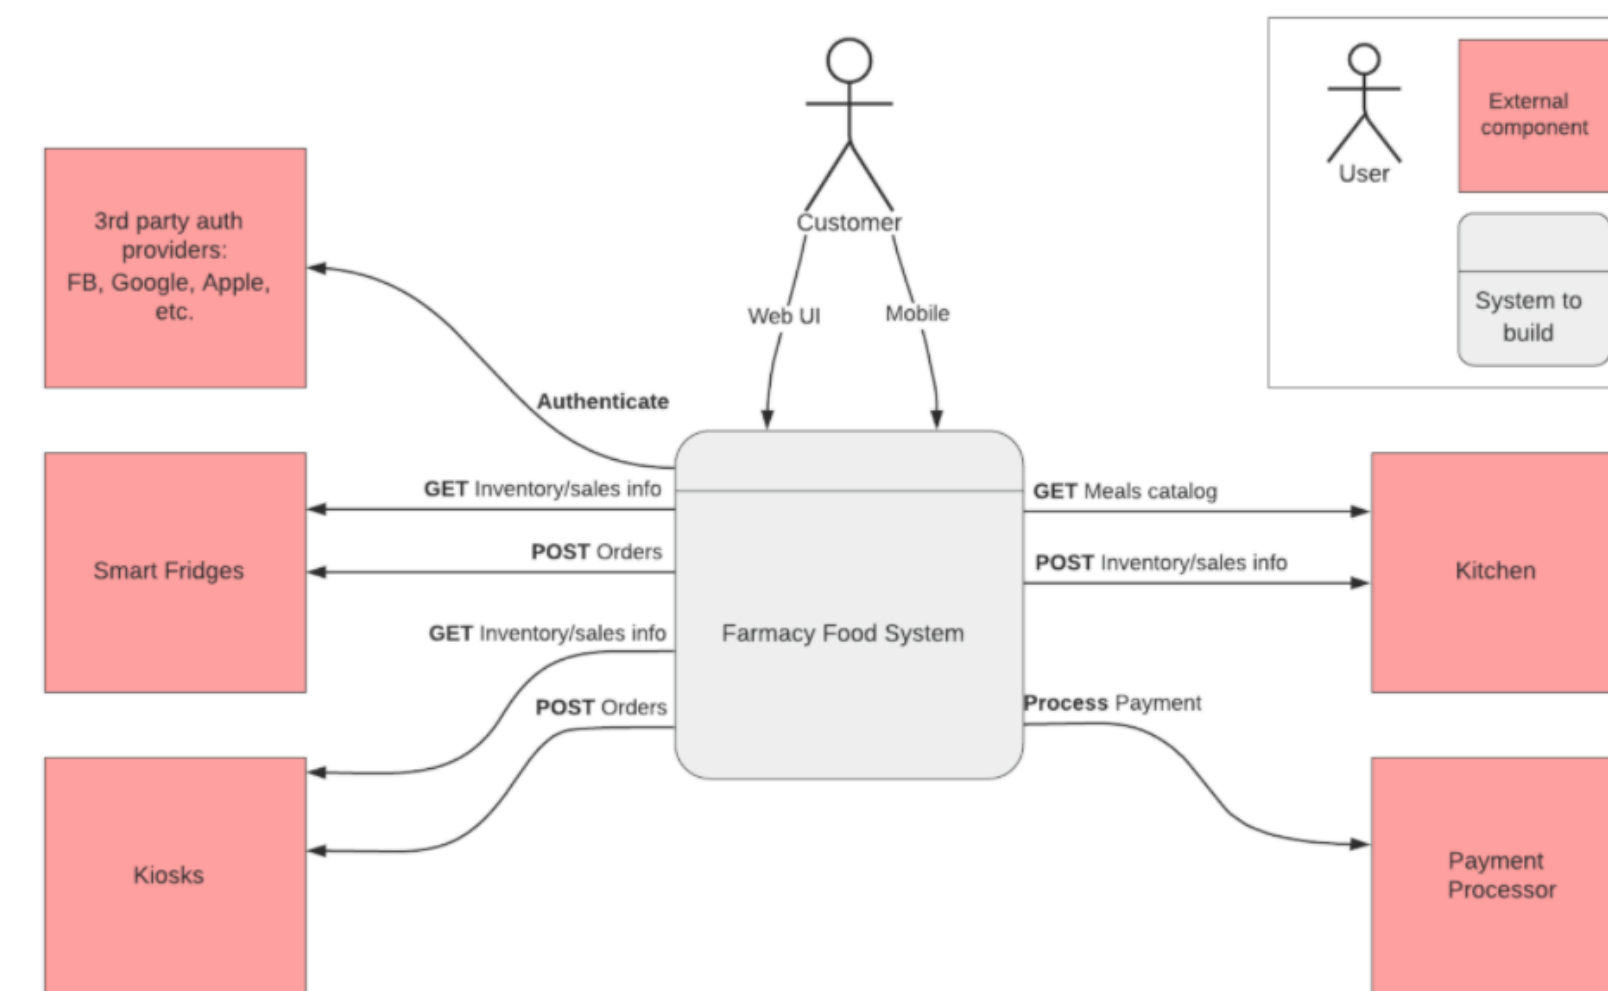 External
component
User
System to
build
Customer
Web UI
Mobile
3rd party auth
providers:
FB, Google, Apple,
etc.
Authenticate
GET Inventory/sales info
POST Orders
Smart Fridges
GET Inventory/sales info
POST Orders
Kiosks
Farmacy Food System
GET Meals catalog
POST Inventory/sales info
Kitchen
Process Payment
Payment
Processor